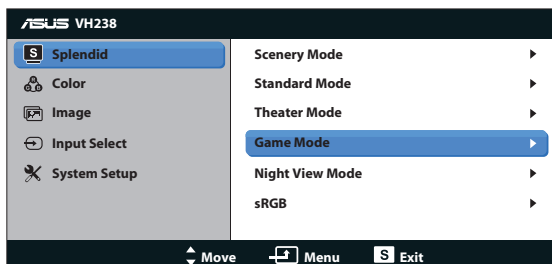 ASUS VH238
S Splendid
Color
Image
Input Select
System Setup
Scenery Mode
Standard Mode
Theater Mode
Game Mode
Night View Mode
sRGB
Move Menu S Exit